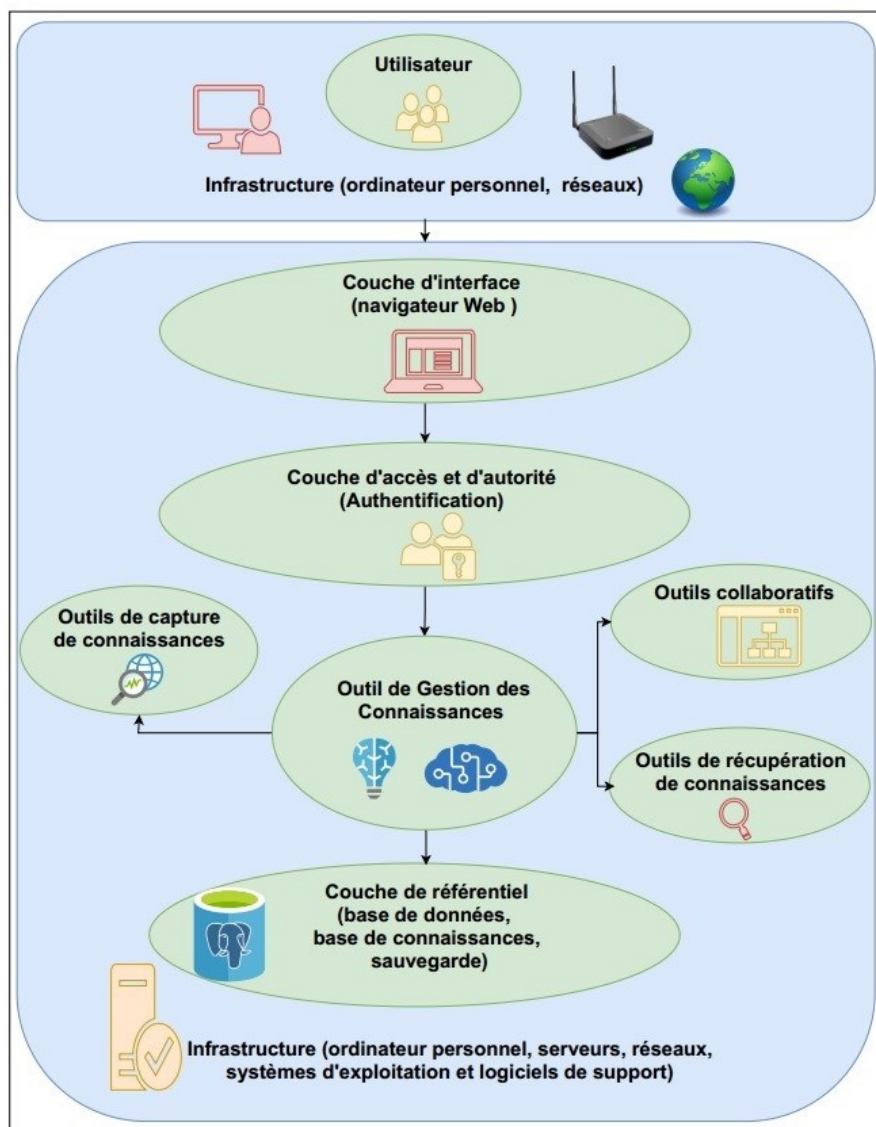 Utilisateur
Infrastructure (ordinateur personnel, réseaux)
Couche d'interface
(navigateur Web )
Couche d'accès et d'autorité
(Authentification)
Outils de capture
de connaissances
Outils collaboratifs
Outil de Gestion des
Connaissances
Outils de récupération
de connaissances
Couche de référentiel
(base de données,
base de connaissances,
sauvegarde)
Infrastructure (ordinateur personnel, serveurs, réseaux,
systèmes d'exploitation et logiciels de support)